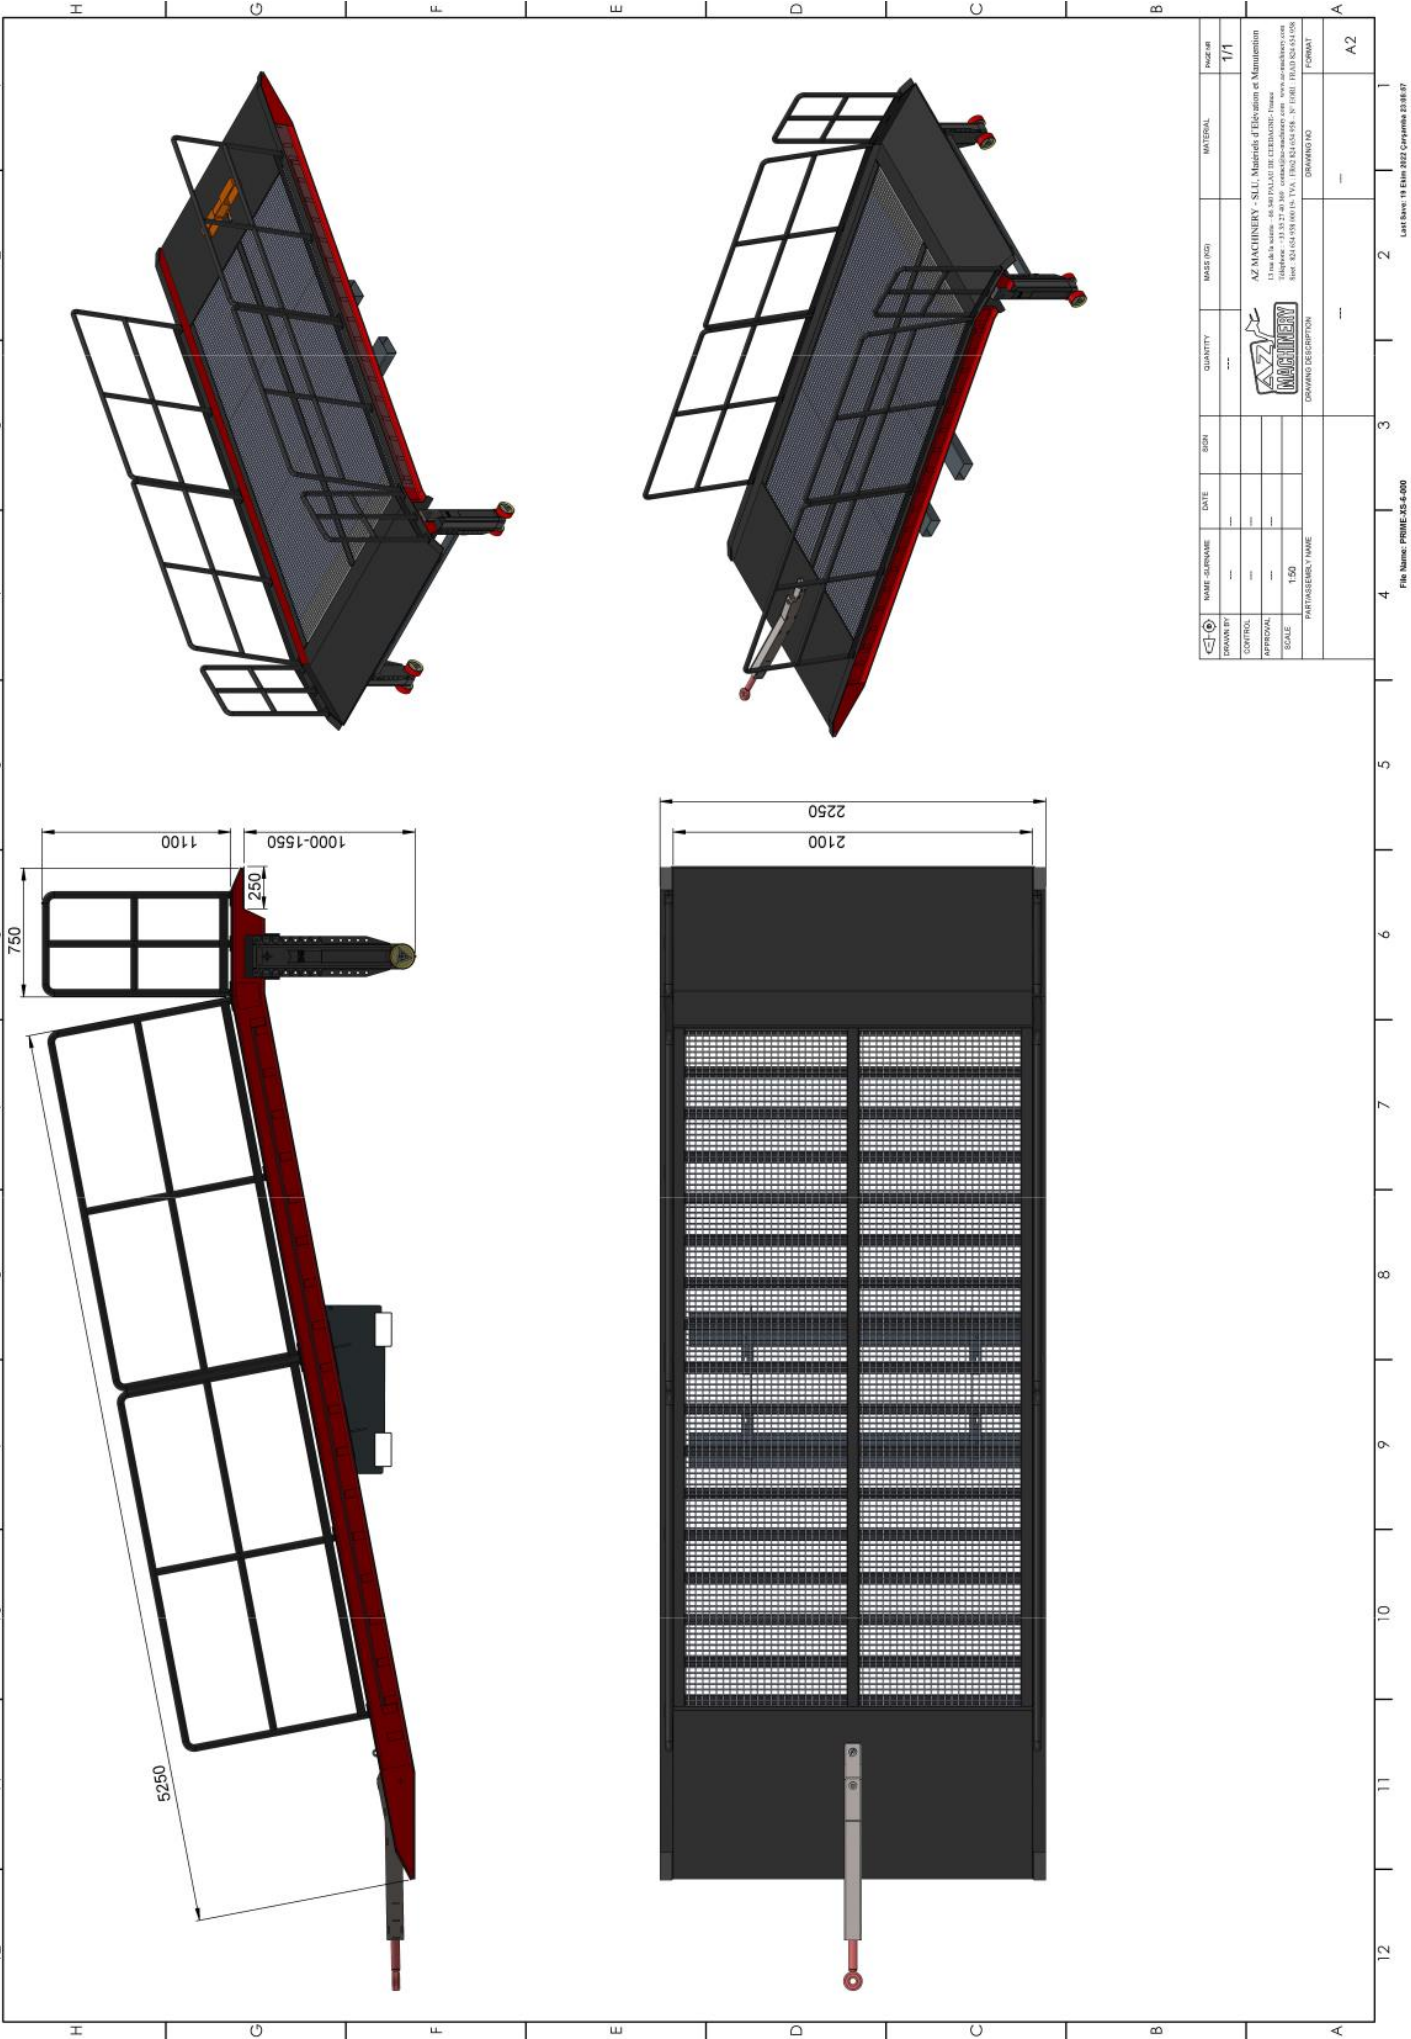 H
G
F
E
D
C
B
A
750
1100
1000-1550
250
5250
2250
2100
PAGE NR
1/1
MATERIAL
MASS (KG)
QUANTITY
---
SIGN
DATE
NAME -SURNAME
DRAWN BY
---
---
CONTROL
---
---
APPROVAL
---
---
SCALE
1:50
AZ MACHINERY - SLU, Matériels d'Elévation et Manutention
AZ
MACHINERY
PART/ASSEMBLY NAME
DRAWING DESCRIPTION
---
DRAWING NO
---
FORMAT
A2
1
2
3
4
5
6
7
8
9
10
11
12
H
G
F
E
D
C
B
A
File Name: PRIME-XS-6-000
Last Save: 19 Ekim 2022 Çarşamba 23:08:07